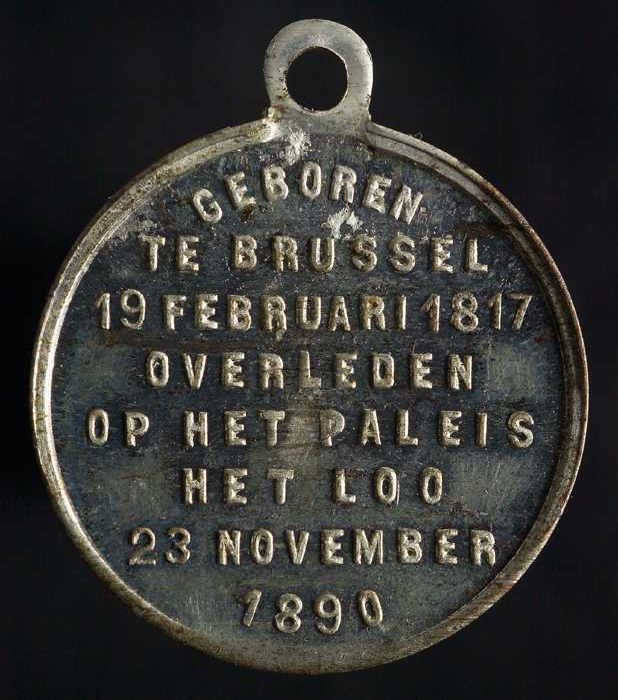 GEBOREN
TE BRUSSEL
19 FEBRUARI 1817
OVERLEDEN
OP HET PALEIS
HET LOO
23 NOVEMBER
1890